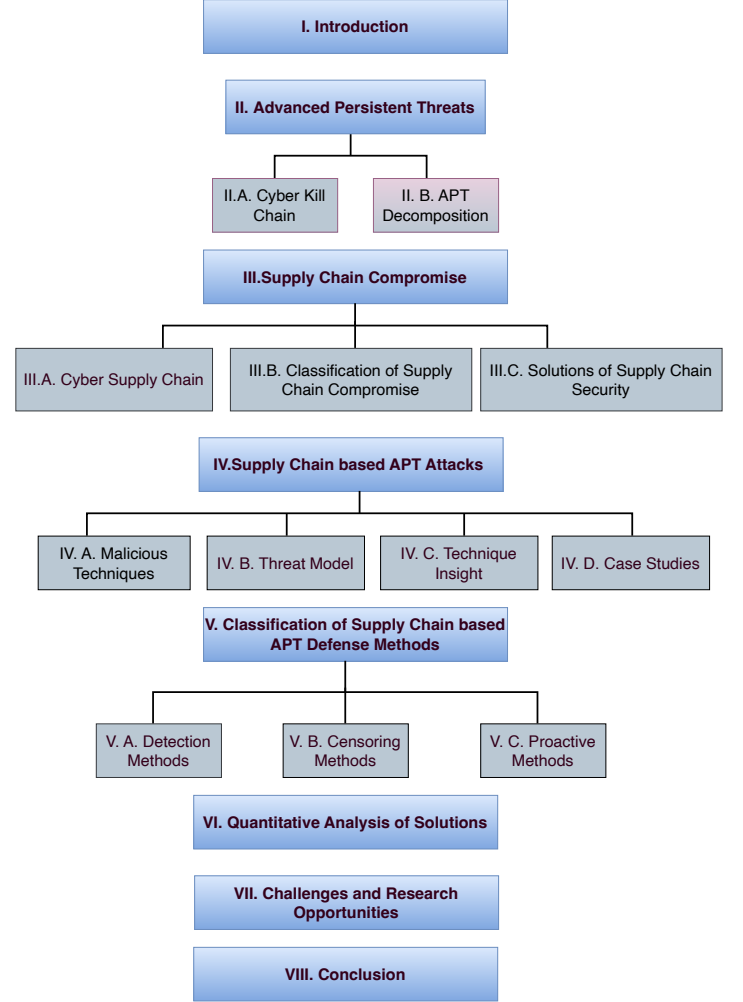 I. Introduction
II. Advanced Persistent Threats
II.A. Cyber Kill
Chain
II. B. APT
Decomposition
III.Supply Chain Compromise
III.A. Cyber Supply Chain
III.B. Classification of Supply
Chain Compromise
III.C. Solutions of Supply Chain
Security
IV.Supply Chain based APT Attacks
IV. A. Malicious
Techniques
IV. B. Threat Model
IV. C. Technique
Insight
IV. D. Case Studies
V. Classification of Supply Chain based
APT Defense Methods
V. A. Detection
Methods
V. B. Censoring
Methods
V. C. Proactive
Methods
VI. Quantitative Analysis of Solutions
VII. Challenges and Research
Opportunities
VIII. Conclusion